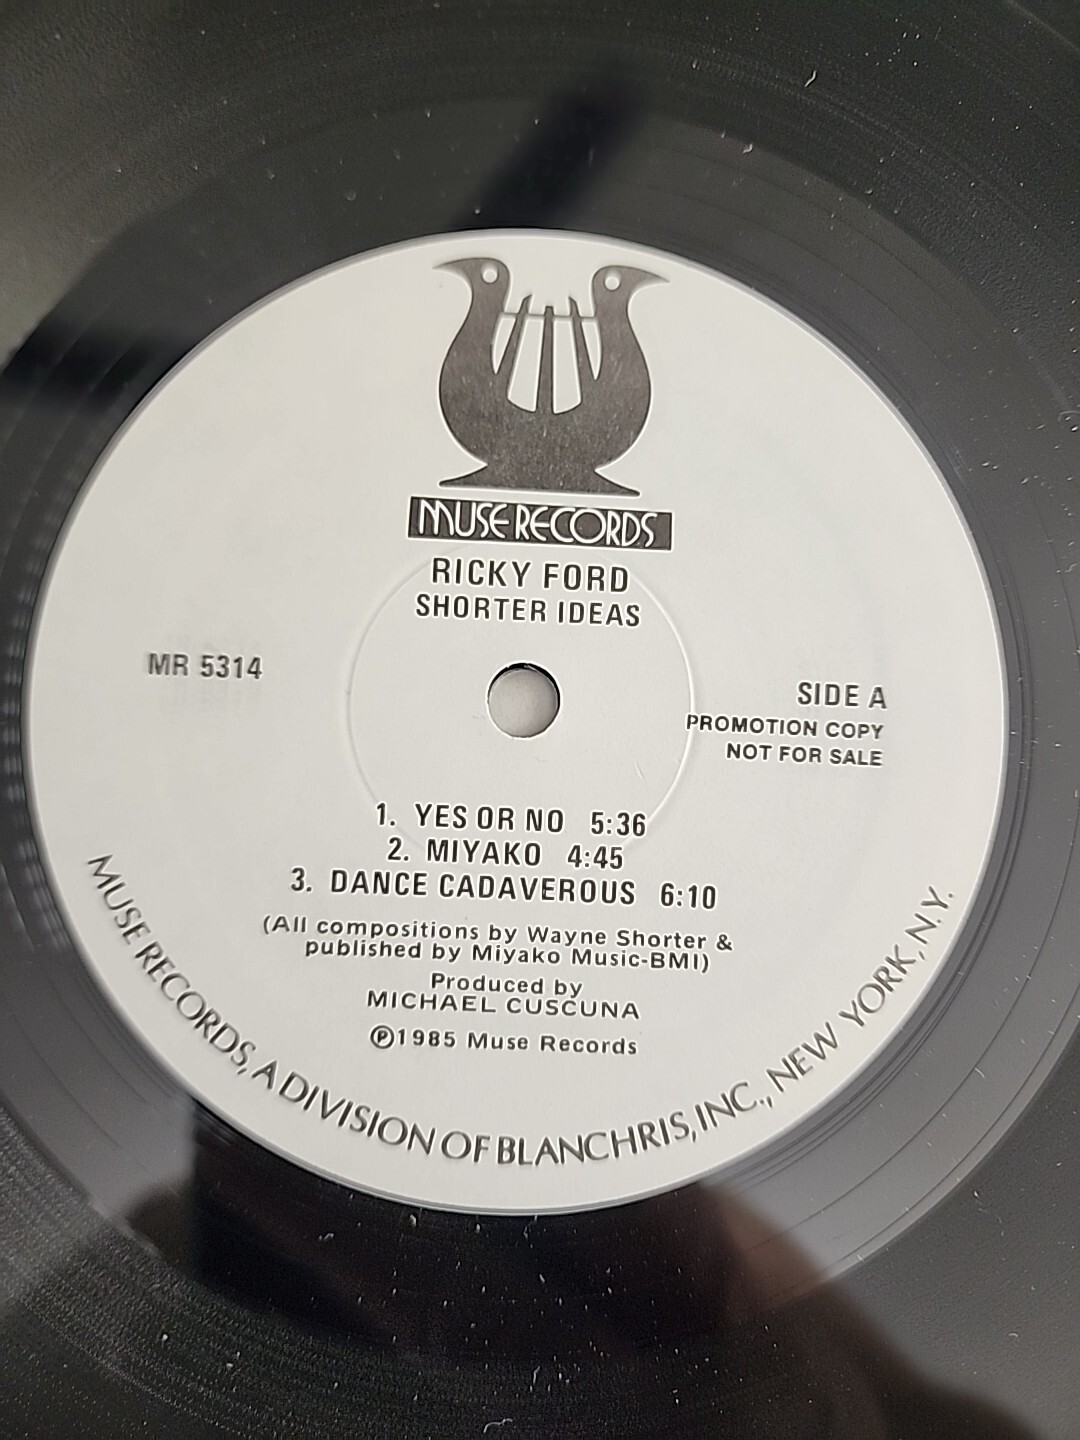 MUSE RECORDS
RICKY FORD
SHORTER IDEAS
MR 5314
SIDE A
PROMOTION COPY
NOT FOR SALE
1. YES OR NO 5:36
2. MIYAKO 4:45
3. DANCE CADAVEROUS 6:10
(All compositions by Wayne Shorter &
published by Miyako Music-BMI)
Produced by
MICHAEL CUSCUNA
℗1985 Muse Records
MUSE RECORDS, A DIVISION OF BLANCHRIS, INC., NEW YORK, N.Y.